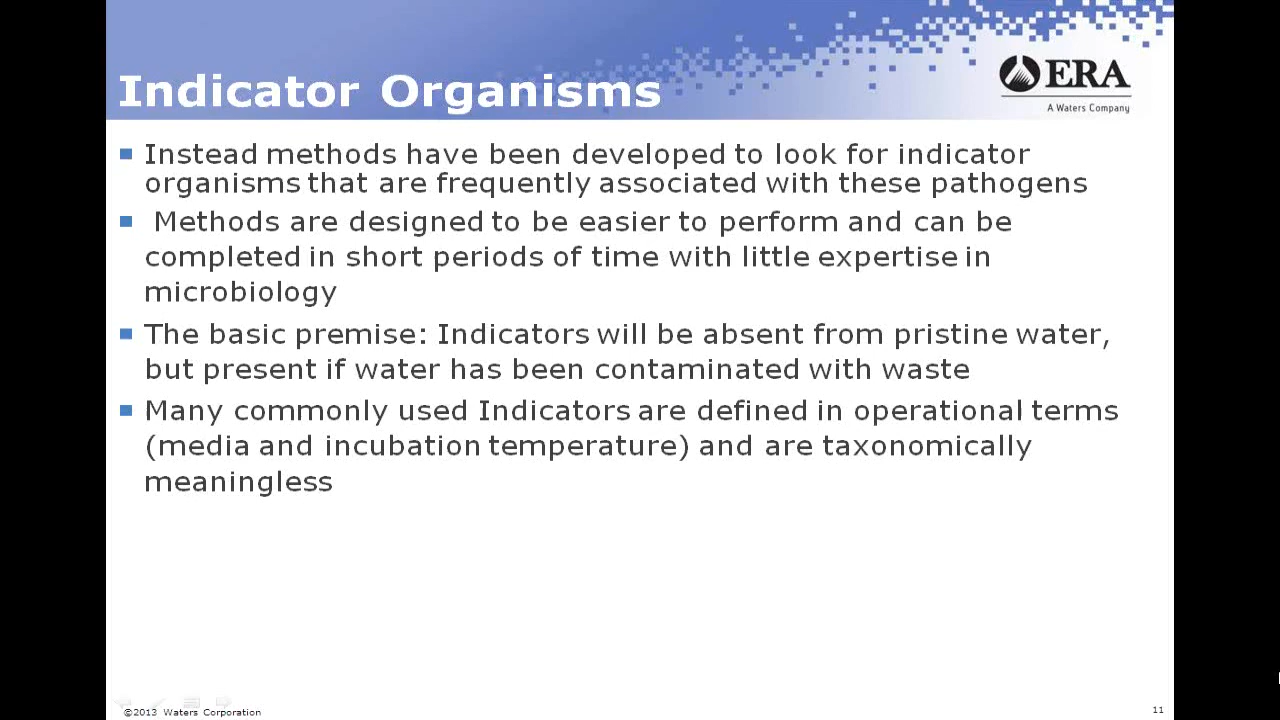 Indicator Organisms
ERA
A Waters Company
Instead methods have been developed to look for indicator
organisms that are frequently associated with these pathogens
Methods are designed to be easier to perform and can be
completed in short periods of time with little expertise in
microbiology
The basic premise: Indicators will be absent from pristine water,
but present if water has been contaminated with waste
Many commonly used Indicators are defined in operational terms
(media and incubation temperature) and are taxonomically
meaningless
©2013 Waters Corporation
11